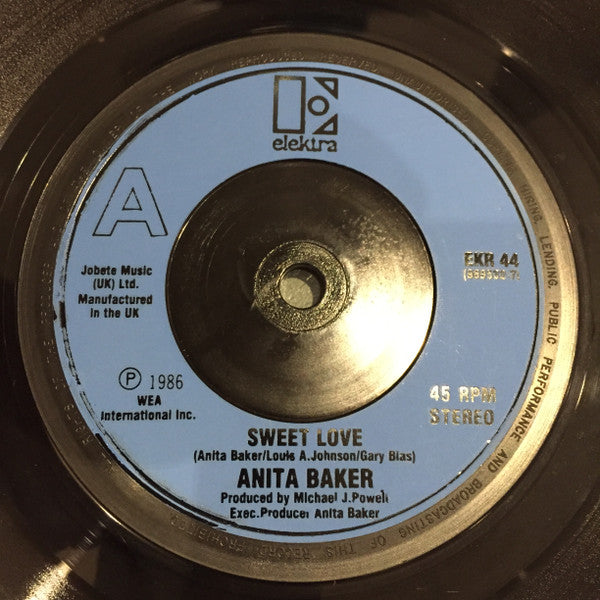 elektra
A
Jobete Music
(UK) Ltd.
Manufactured
in the UK
EKR 44
℗ 1986
WEA
International Inc.
45 RPM
STEREO
SWEET LOVE
(Anita Baker/Louis A.Johnson/Gary Bias)
ANITA BAKER
Produced by Michael J.Powell
Exec.Producer Anita Baker
HIRING. LENDING. PUBLIC PERFORMANCE AND BROADCASTING OF THIS RECORD PROHIBITED